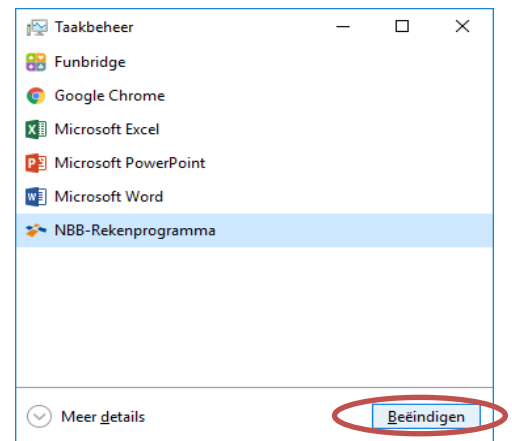 Taakbeheer
Funbridge
Google Chrome
Microsoft Excel
Microsoft PowerPoint
Microsoft Word
NBB-Rekenprogramma
Meer details
Beëindigen